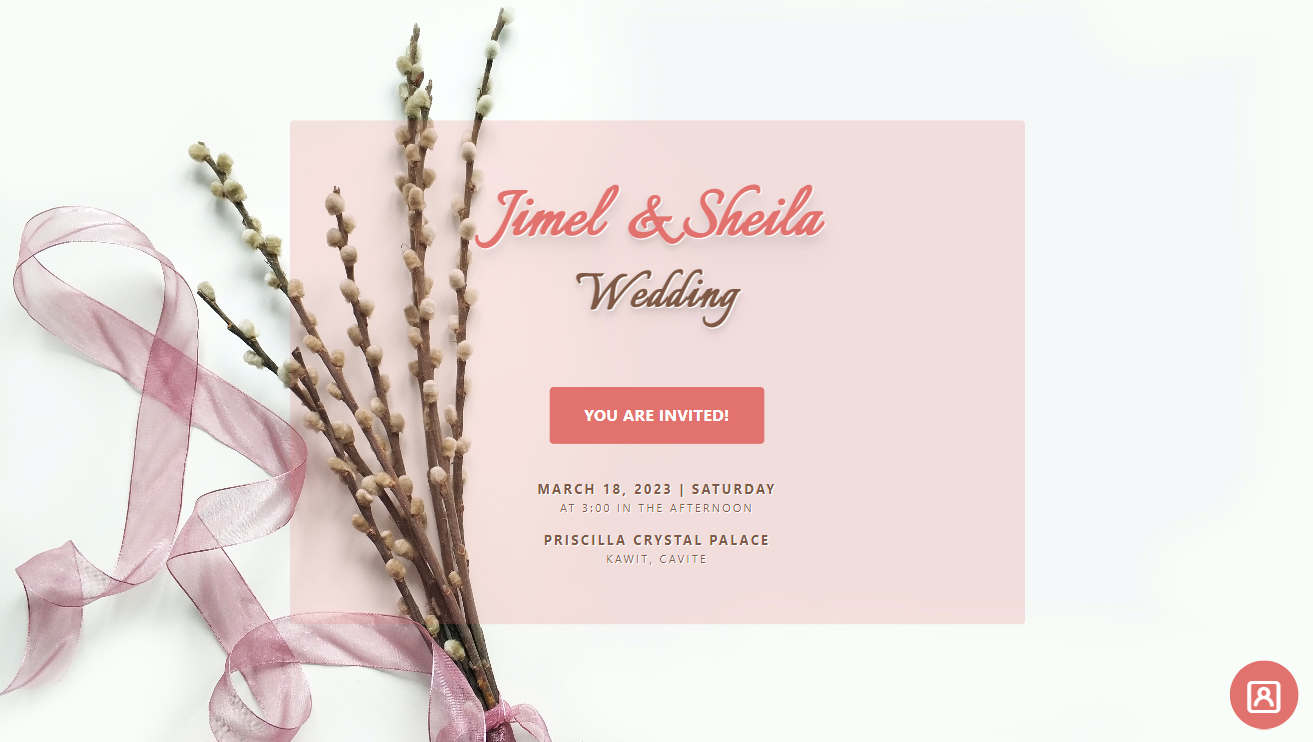 Jimel & Sheila
Wedding
YOU ARE INVITED!
MARCH 18, 2023 | SATURDAY
AT 3:00 IN THE AFTERNOON
PRISCILLA CRYSTAL PALACE
KAWIT, CAVITE